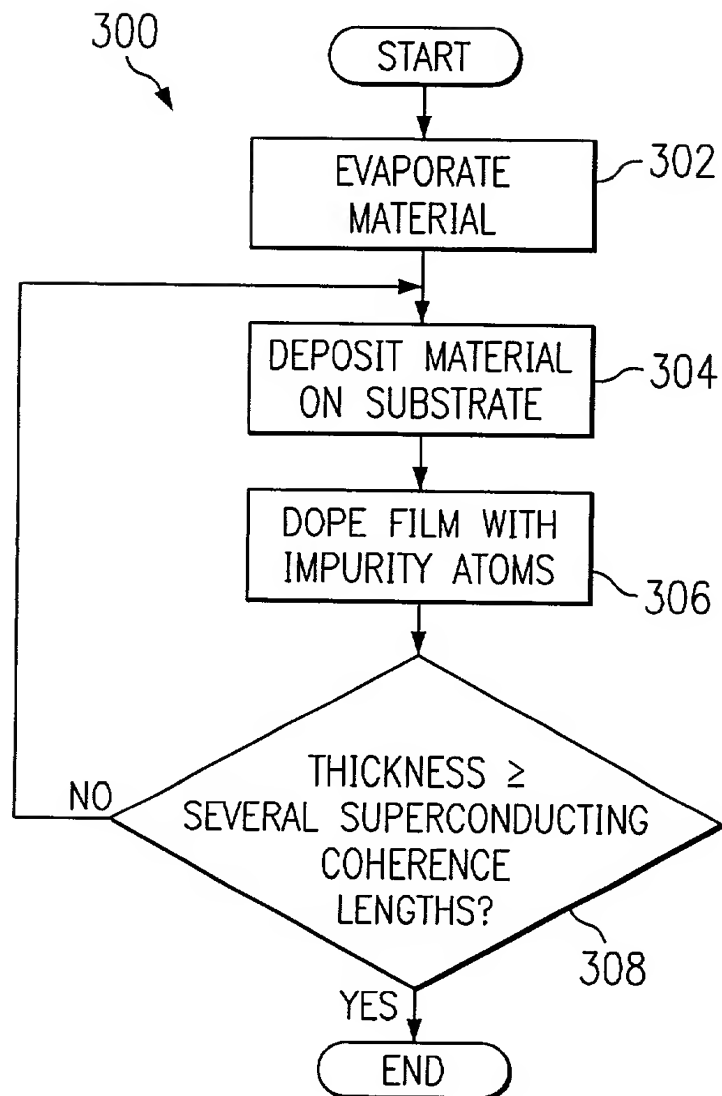 300
START
EVAPORATE
MATERIAL
302
DEPOSIT MATERIAL
ON SUBSTRATE
304
DOPE FILM WITH
IMPURITY ATOMS
306
THICKNESS ≥
SEVERAL SUPERCONDUCTING
COHERENCE
LENGTHS?
NO
308
YES
END